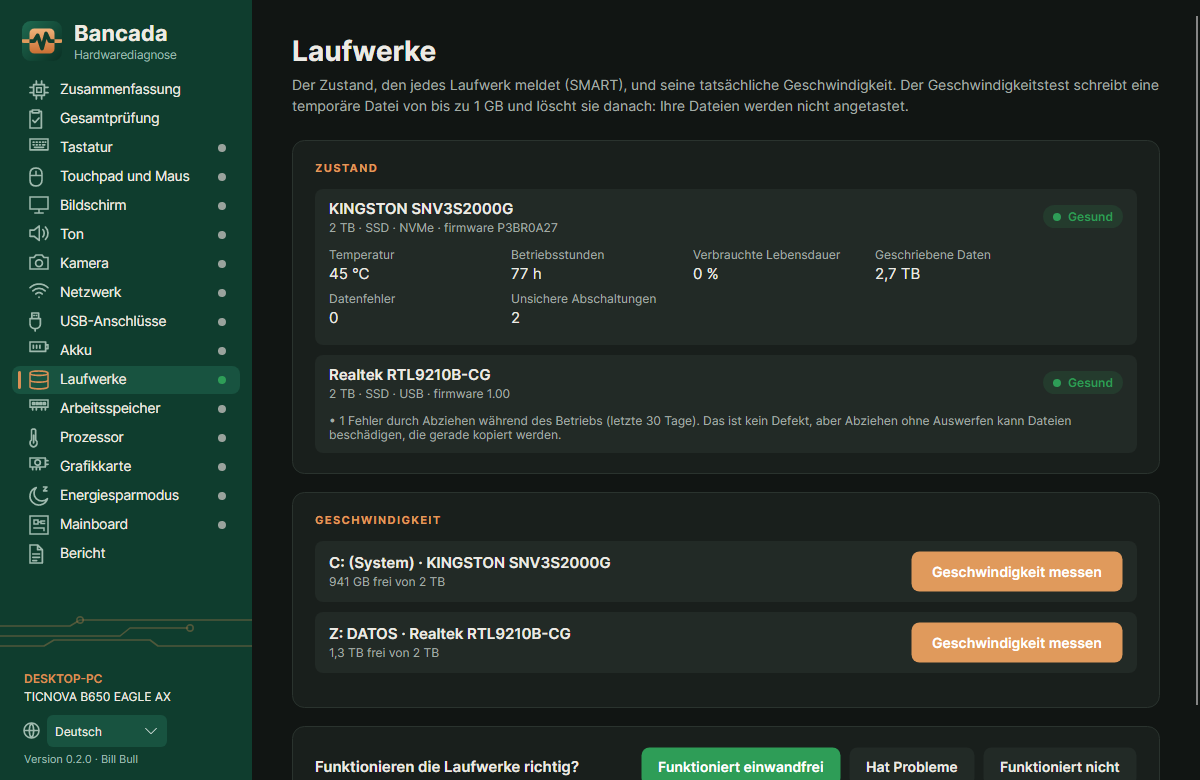 Bancada
Hardwarediagnose
Zusammenfassung
Gesamtprüfung
Tastatur
Touchpad und Maus
Bildschirm
Ton
Kamera
Netzwerk
USB-Anschlüsse
Akku
Laufwerke
Arbeitsspeicher
Prozessor
Grafikkarte
Energiesparmodus
Mainboard
Bericht
DESKTOP-PC
TICNOVA B650 EAGLE AX
Deutsch
Version 0.2.0 · Bill Bull
Laufwerke
Der Zustand, den jedes Laufwerk meldet (SMART), und seine tatsächliche Geschwindigkeit. Der Geschwindigkeitstest schreibt eine
temporäre Datei von bis zu 1 GB und löscht sie danach: Ihre Dateien werden nicht angetastet.
ZUSTAND
KINGSTON SNV3S2000G
2 TB · SSD · NVMe · firmware P3BR0A27
Gesund
Temperatur Betriebsstunden Verbrauchte Lebensdauer Geschriebene Daten
45 °C 77 h 0 % 2,7 TB
Datenfehler Unsichere Abschaltungen
0 2
Realtek RTL9210B-CG
2 TB · SSD · USB · firmware 1.00
Gesund
• 1 Fehler durch Abziehen während des Betriebs (letzte 30 Tage). Das ist kein Defekt, aber Abziehen ohne Auswerfen kann Dateien
beschädigen, die gerade kopiert werden.
GESCHWINDIGKEIT
C: (System) · KINGSTON SNV3S2000G
941 GB frei von 2 TB
Geschwindigkeit messen
Z: DATOS · Realtek RTL9210B-CG
1,3 TB frei von 2 TB
Geschwindigkeit messen
Funktionieren die Laufwerke richtig? Funktioniert einwandfrei Hat Probleme Funktioniert nicht